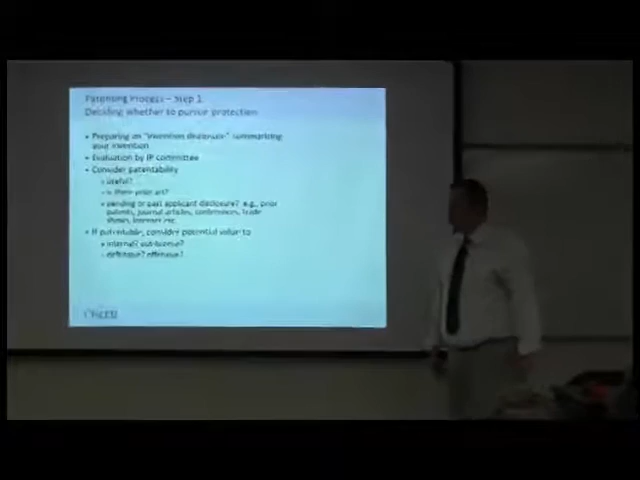 Patenting Process – Step 1
Deciding whether to pursue protection
• Preparing an "invention disclosure" summarizing
your invention
• Evaluation by IP committee
• Consider patentability
• useful?
• is there prior art?
• pending or past applicant disclosure? e.g., prior
patents, journal articles, conferences, trade
shows, internet etc.
• If patentable, consider potential value to
• internal? out-license?
• defensive? offensive?